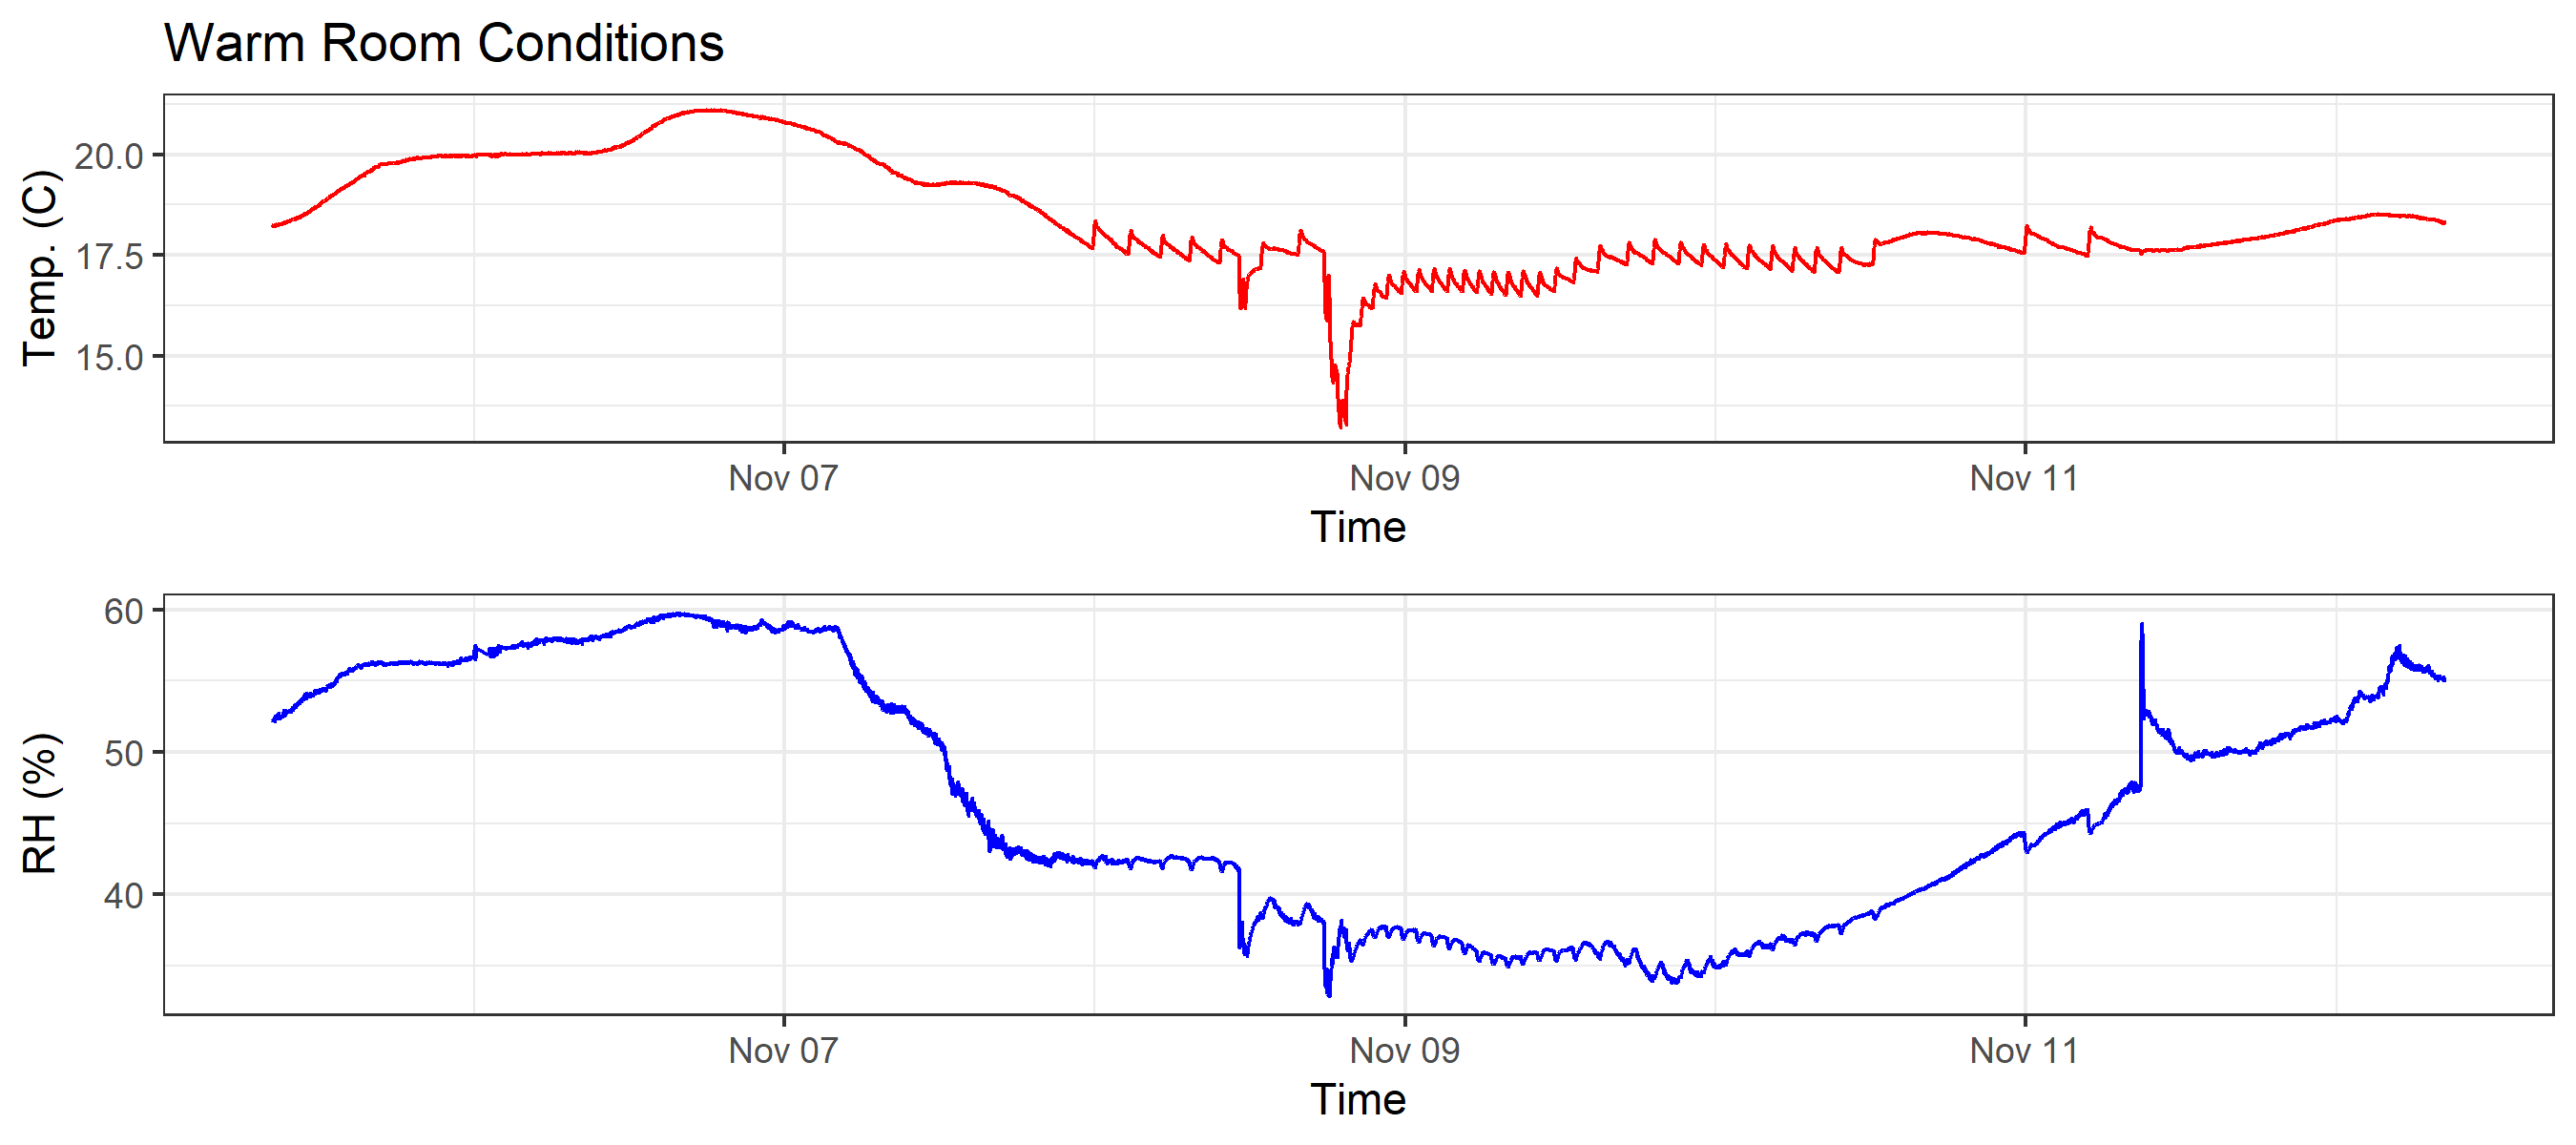 Warm Room Conditions
Temp. (C)
20.0
17.5
15.0
Nov 07
Nov 09
Nov 11
Time
RH (%)
60
50
40
Nov 07
Nov 09
Nov 11
Time